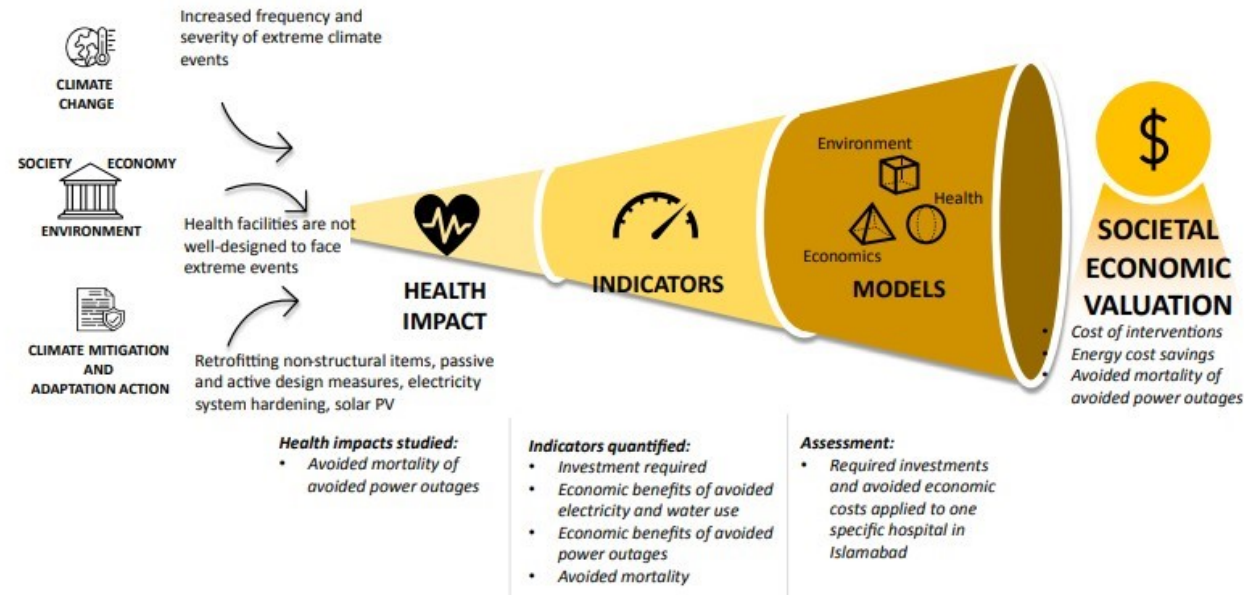 Increased frequency and
severity of extreme climate
events
CLIMATE
CHANGE
SOCIETY ECONOMY
ENVIRONMENT
Health facilities are not
well-designed to face
extreme events
CLIMATE MITIGATION
AND
ADAPTATION ACTION
Retrofitting non-structural items, passive
and active design measures, electricity
system hardening, solar PV
HEALTH
IMPACT
INDICATORS
Environment
Health
Economics
MODELS
$
SOCIETAL
ECONOMIC
VALUATION
• Cost of interventions
• Energy cost savings
• Avoided mortality of
avoided power outages
Health impacts studied:
• Avoided mortality of
avoided power outages
Indicators quantified:
• Investment required
• Economic benefits of avoided
electricity and water use
• Economic benefits of avoided
power outages
• Avoided mortality
Assessment:
• Required investments
and avoided economic
costs applied to one
specific hospital in
Islamabad